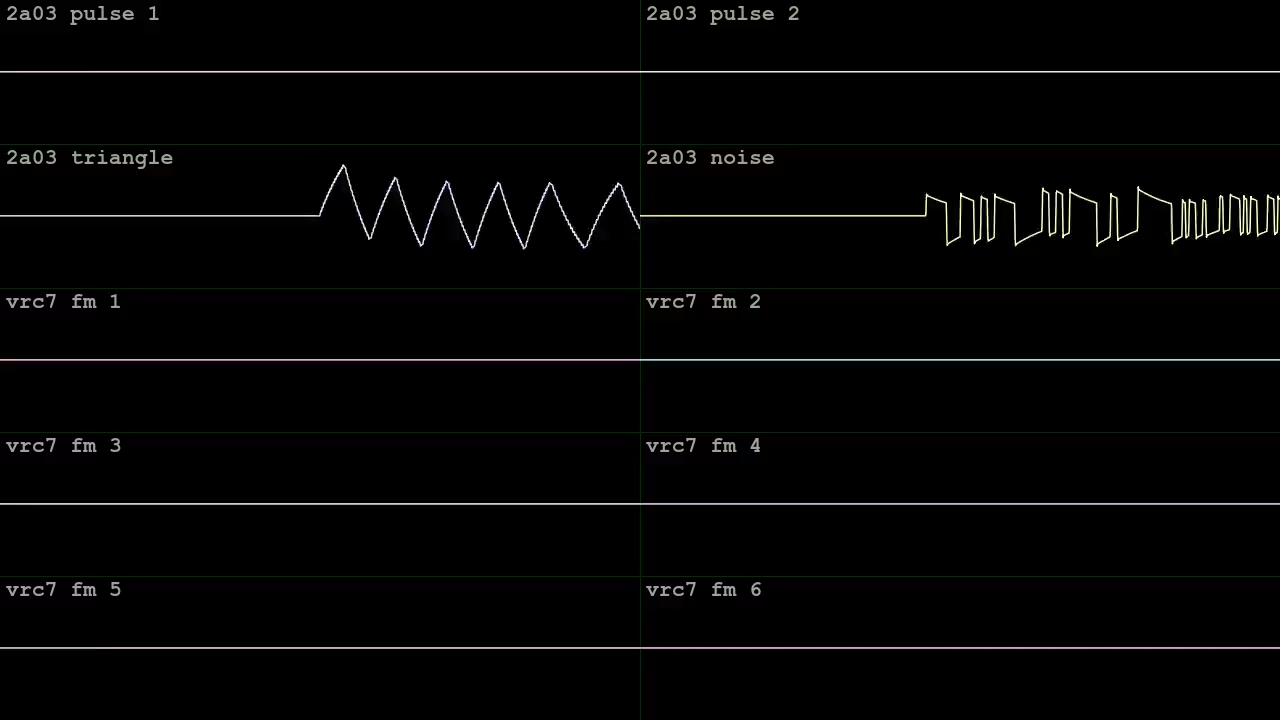 2a03 pulse 1
2a03 pulse 2
2a03 triangle
2a03 noise
vrc7 fm 1
vrc7 fm 2
vrc7 fm 3
vrc7 fm 4
vrc7 fm 5
vrc7 fm 6